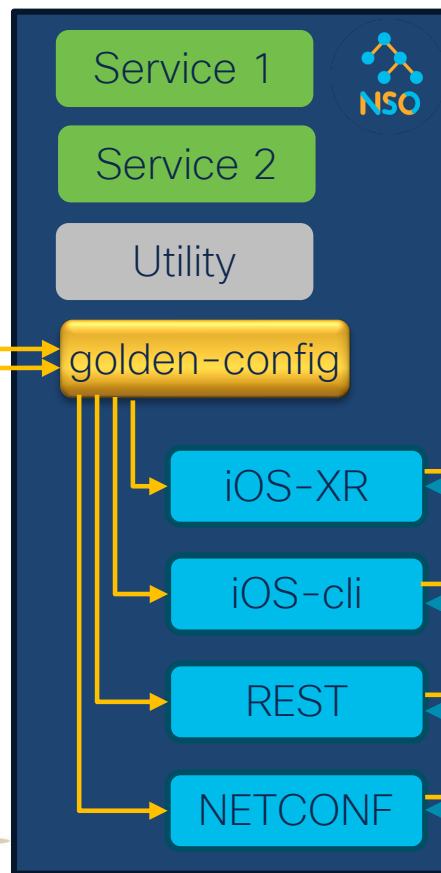 Service 1
NSO
Service 2
Utility
golden-config
iOS-XR
iOS-cli
REST
NETCONF